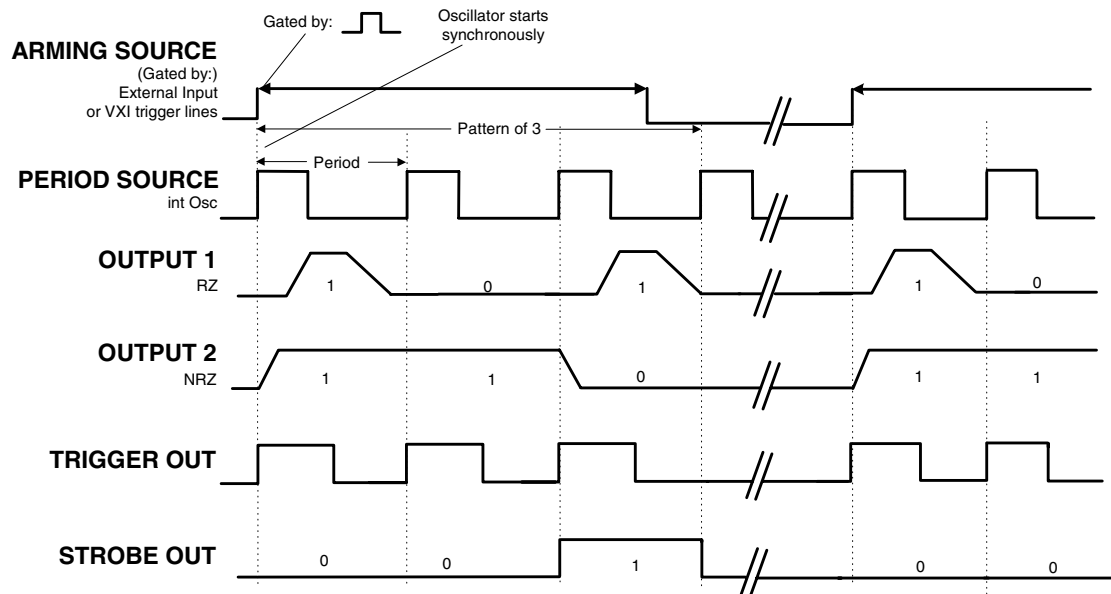 Gated by:
Oscillator starts
synchronously
ARMING SOURCE
(Gated by:)
External Input
or VXI trigger lines
Pattern of 3
Period
PERIOD SOURCE
int Osc
OUTPUT 1
RZ
1 0 1 1 0
OUTPUT 2
NRZ
1 1 0 1 1
TRIGGER OUT
STROBE OUT
0 0 1 0 0